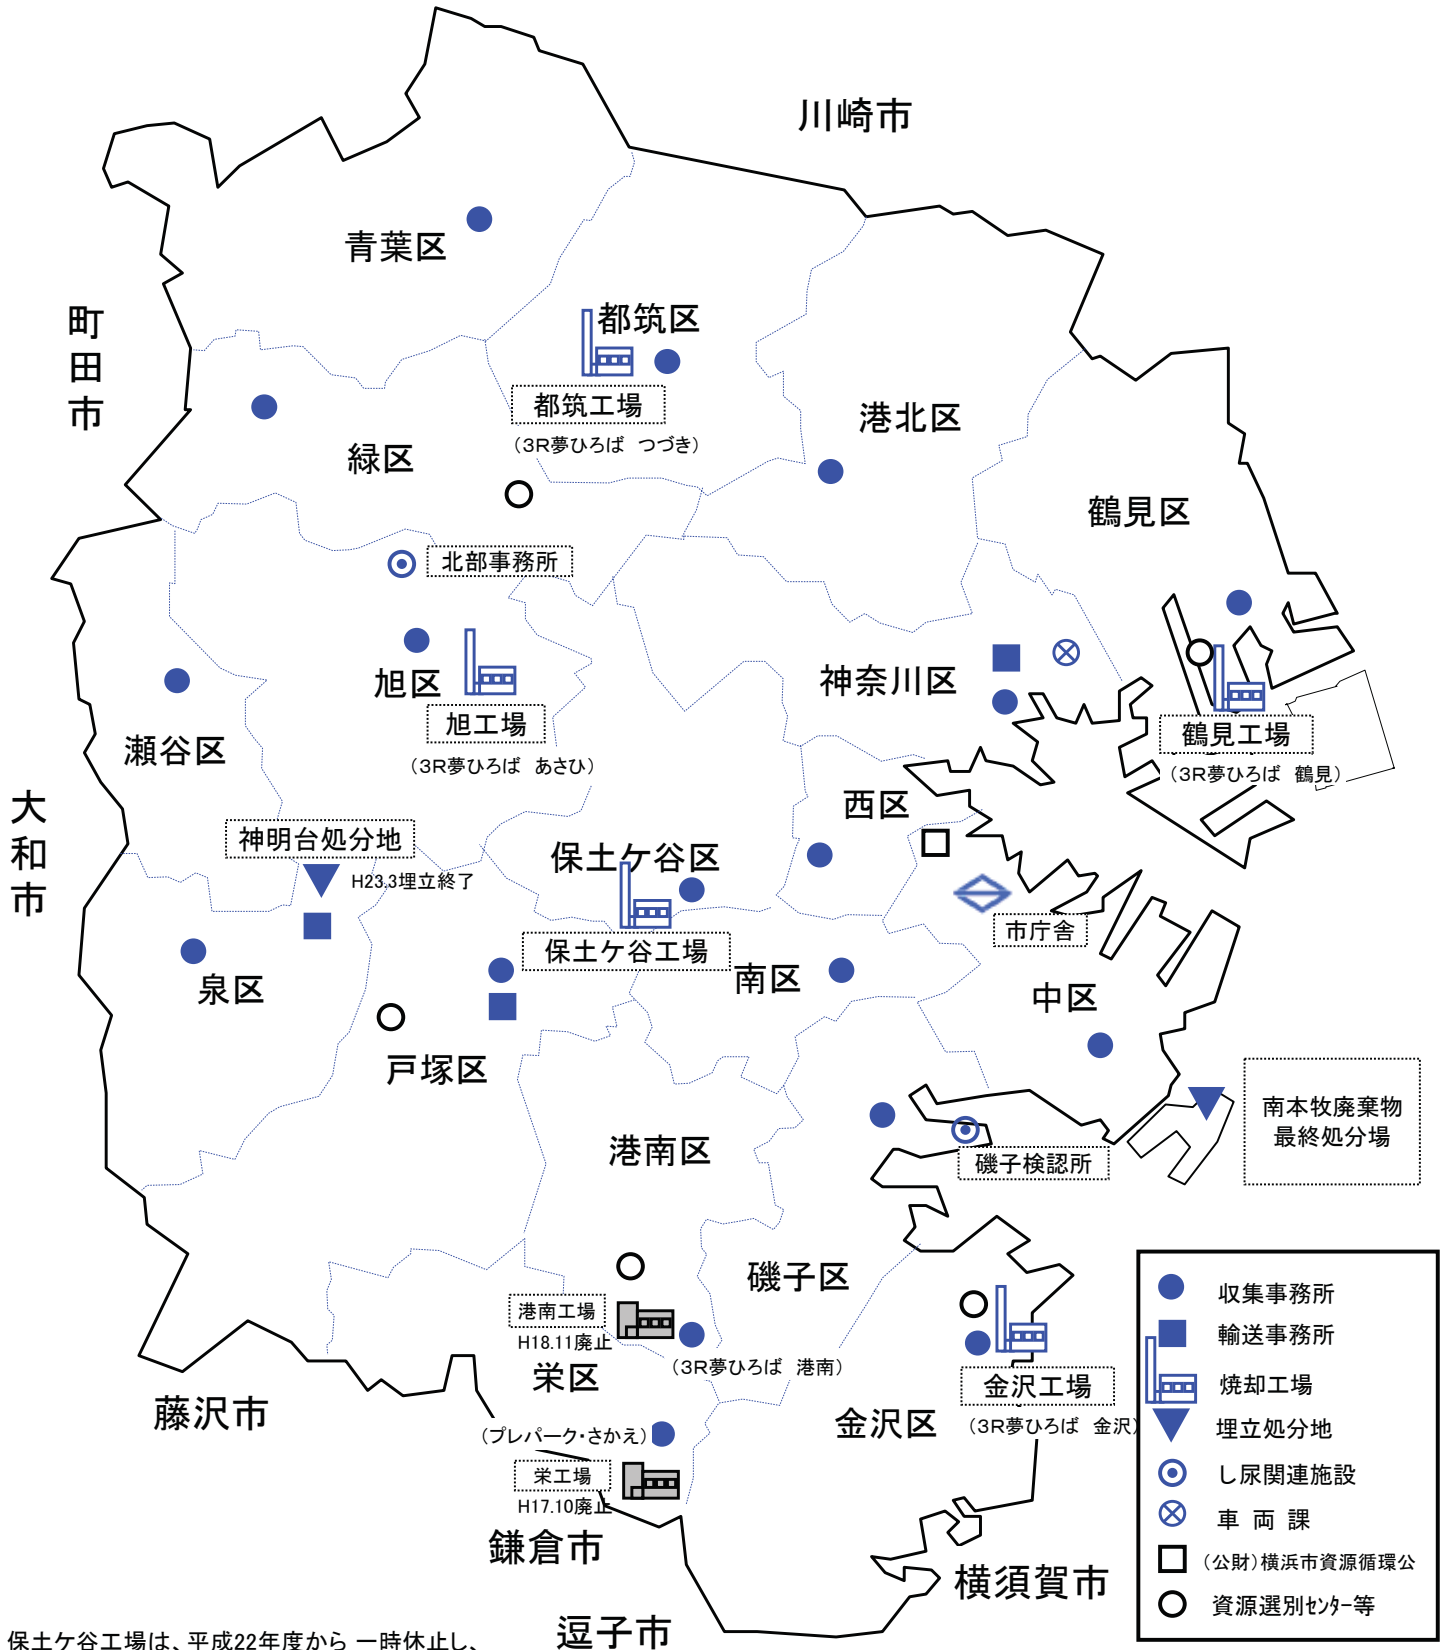 川崎市
青葉区
町田市
都筑区
都筑工場
(3R夢ひろば つづき)
港北区
緑区
鶴見区
北部事務所
旭区
神奈川区
旭工場
(3R夢ひろば あさひ)
鶴見工場
(3R夢ひろば 鶴見)
瀬谷区
大和市
西区
神明台処分地
H23.3埋立終了
保土ケ谷区
市庁舎
保土ケ谷工場
泉区
南区
中区
戸塚区
南本牧廃棄物
最終処分場
港南区
磯子検認所
磯子区
港南工場
H18.11廃止
(3R夢ひろば 港南)
栄区
金沢工場
(3R夢ひろば 金沢)
金沢区
藤沢市
(プレパーク・さかえ)
栄工場
H17.10廃止
鎌倉市
横須賀市
逗子市
収集事務所
輸送事務所
焼却工場
埋立処分地
し尿関連施設
車両課
(公財)横浜市資源循環公
資源選別センター等
保土ケ谷工場は、平成22年度から 一時休止し、